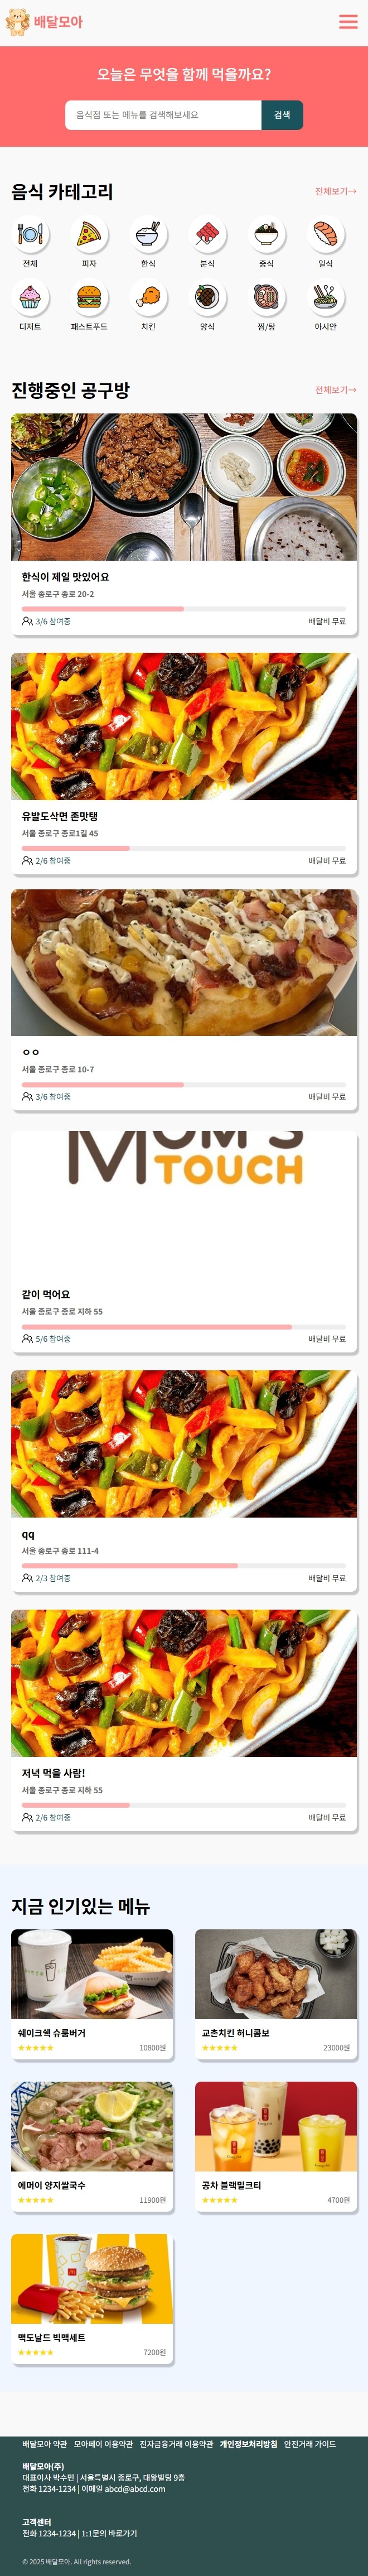 배달모아
오늘은 무엇을 함께 먹을까요?
음식점 또는 메뉴를 검색해보세요 검색
음식 카테고리 전체보기→
전체 피자 한식 분식 중식 일식
디저트 패스트푸드 치킨 양식 찜/탕 아시안
진행중인 공구방 전체보기→
한식이 제일 맛있어요
서울 종로구 종로 20-2
3/6 참여중 배달비 무료
유발도삭면 존맛탱
서울 종로구 종로1길 45
2/6 참여중 배달비 무료
ㅇㅇ
서울 종로구 종로 10-7
3/6 참여중 배달비 무료
MOM'S
TOUCH
같이 먹어요
서울 종로구 종로 지하 55
5/6 참여중 배달비 무료
qq
서울 종로구 종로 111-4
2/3 참여중 배달비 무료
저녁 먹을 사람!
서울 종로구 종로 지하 55
2/6 참여중 배달비 무료
지금 인기있는 메뉴
쉐이크쉑 슈룸버거 교촌치킨 허니콤보
★★★★★ 10800원 ★★★★★ 23000원
에머이 양지쌀국수 공차 블랙밀크티
★★★★★ 11900원 ★★★★★ 4700원
맥도날드 빅맥세트
★★★★★ 7200원
배달모아 약관 모아페이 이용약관 전자금융거래 이용약관 개인정보처리방침 안전거래 가이드
배달모아(주)
대표이사 박수민 | 서울특별시 종로구, 대왕빌딩 9층
전화 1234-1234 | 이메일 abcd@abcd.com
고객센터
전화 1234-1234 | 1:1문의 바로가기
© 2025 배달모아. All rights reserved.